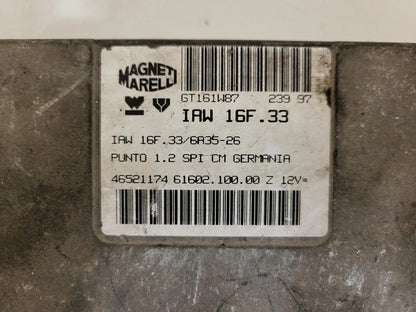 MAGNETI
MARELLI
GT161W87 239 97
IAW 16F.33
IAW 16F.33/6A35-26
PUNTO 1.2 SPI CM GERMANIA
46521174 61602.100.00 Z 12V=